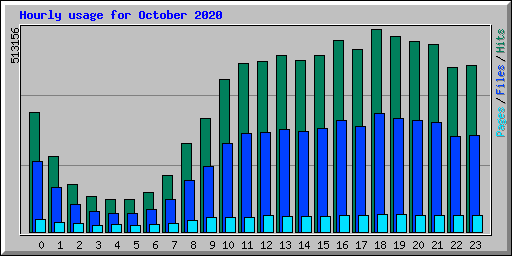 Hourly usage for October 2020
513156
Pages / Files / Hits
0 1 2 3 4 5 6 7 8 9 10 11 12 13 14 15 16 17 18 19 20 21 22 23